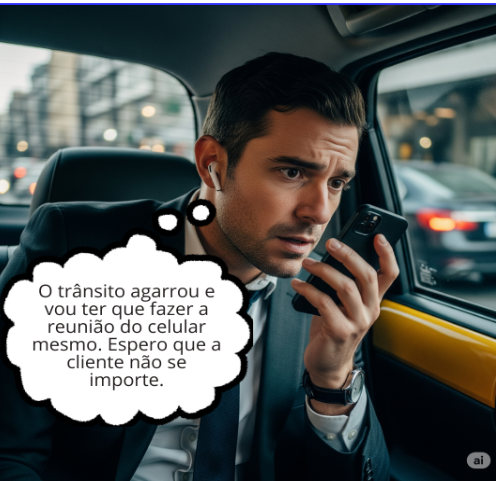 O trânsito agarrou e
vou ter que fazer a
reunião do celular
mesmo. Espero que a
cliente não se
importe.
ai